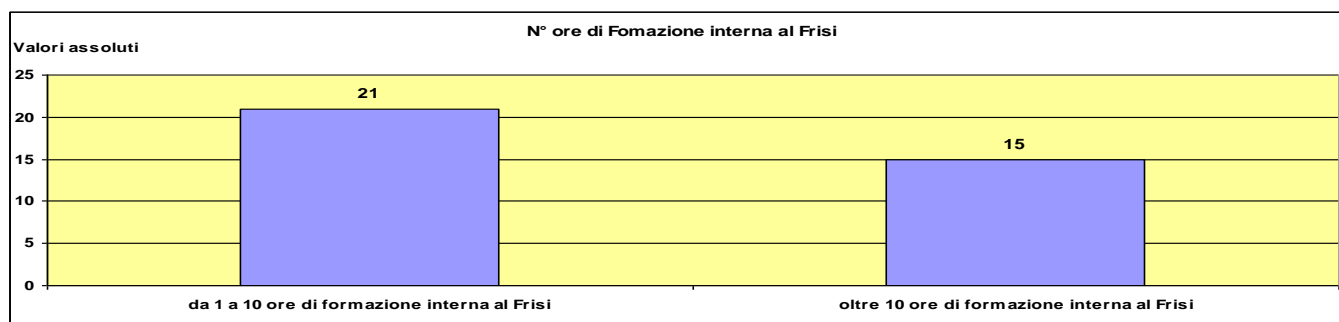 N° ore di Fomazione interna al Frisi
Valori assoluti
25
20
15
10
5
0
21
15
da 1 a 10 ore di formazione interna al Frisi
oltre 10 ore di formazione interna al Frisi